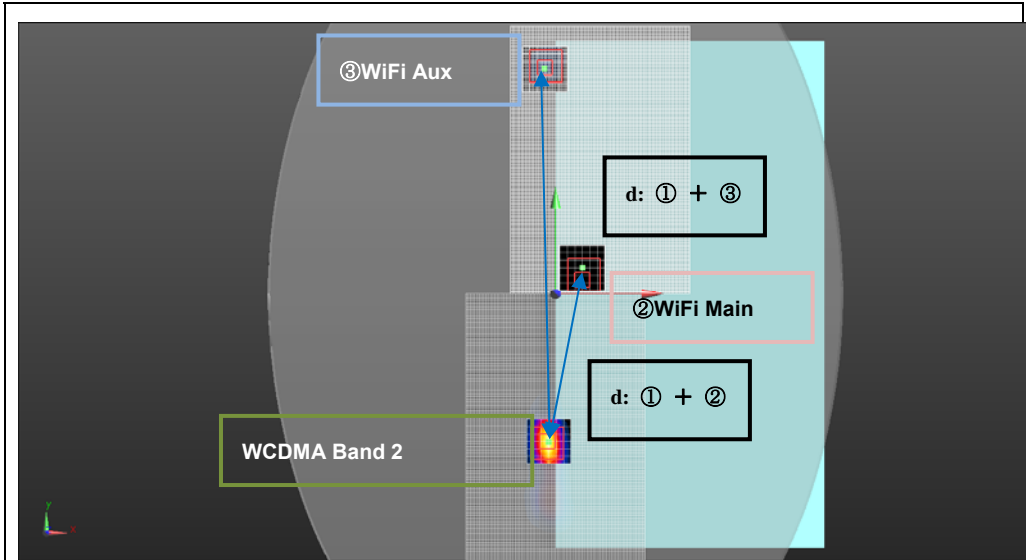 ③WiFi Aux
d: ① + ③
②WiFi Main
d: ① + ②
WCDMA Band 2
y
x